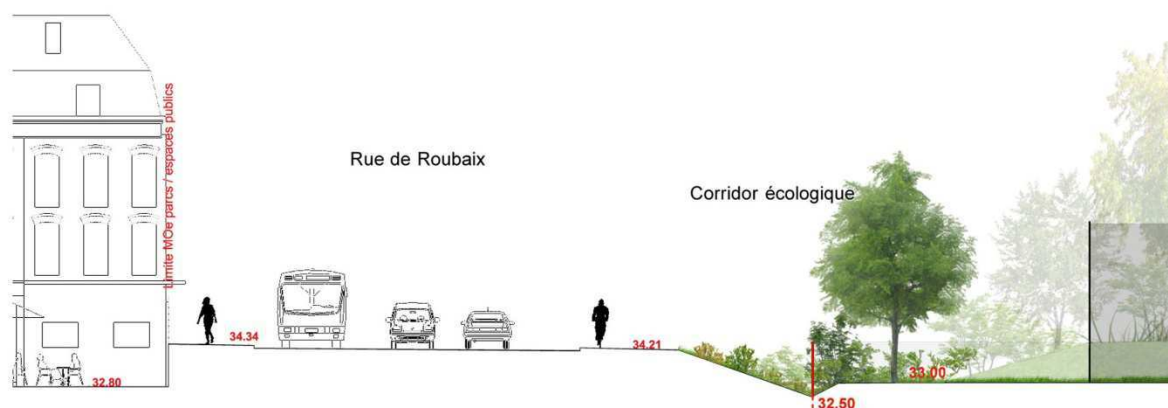 Limite MOe parcs / espaces publics
Rue de Roubaix
Corridor écologique
34.34
34.21
32.80
33.00
32.50